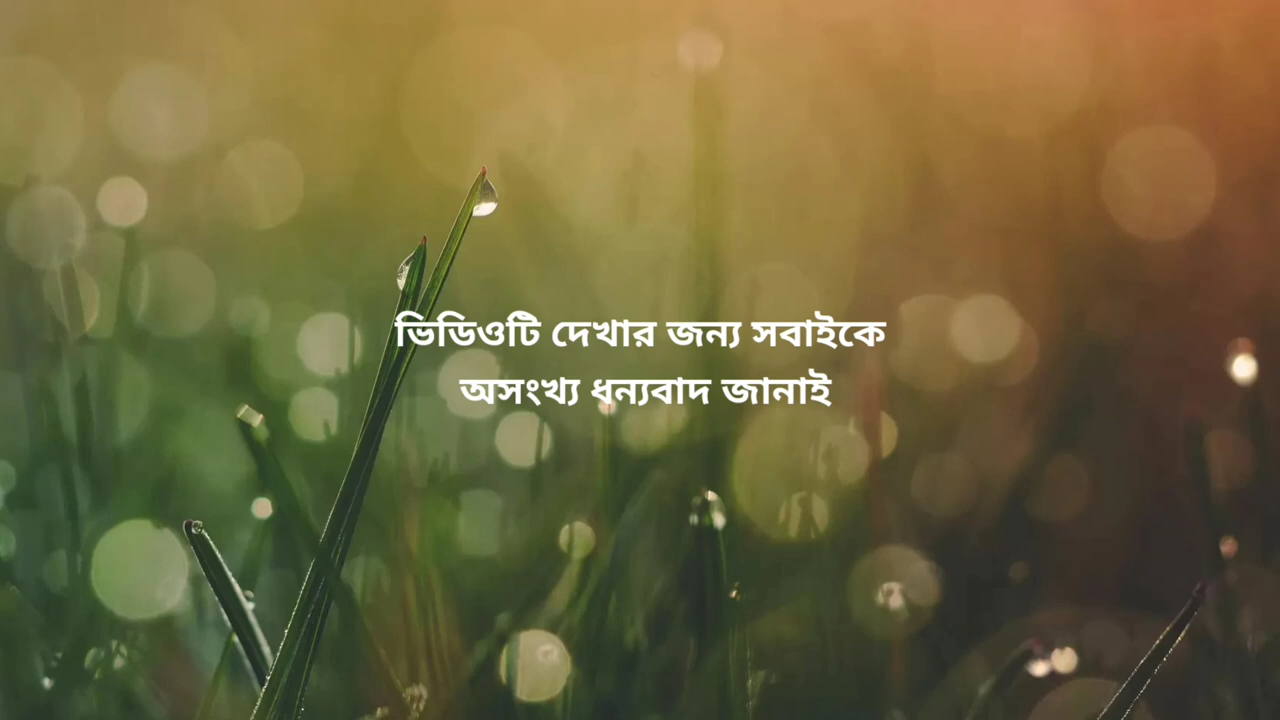 ভিডিওটি দেখার জন্য সবাইকে
অসংখ্য ধন্যবাদ জানাই